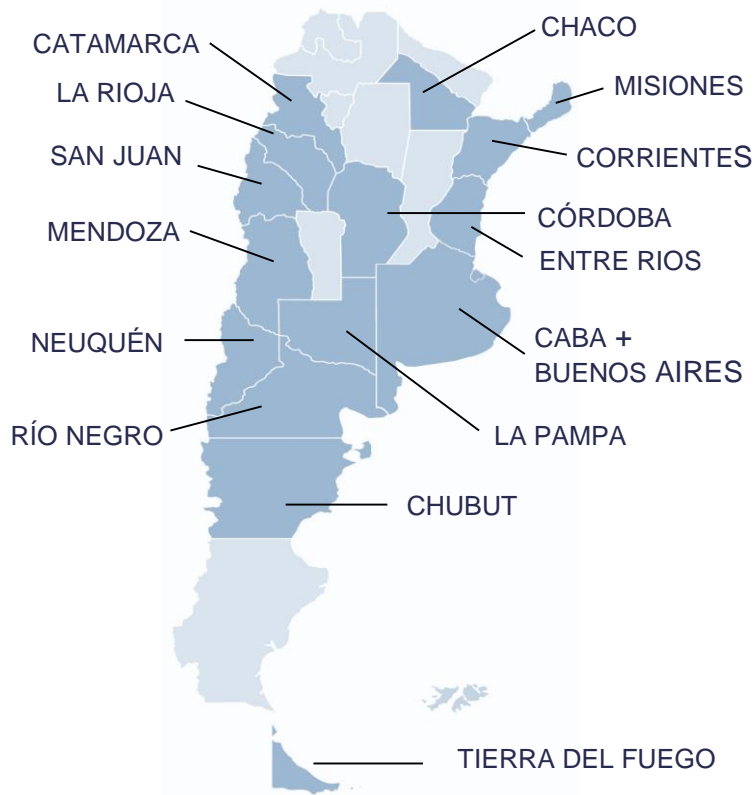 CATAMARCA
CHACO
LA RIOJA
MISIONES
SAN JUAN
CORRIENTES
MENDOZA
CÓRDOBA
ENTRE RIOS
NEUQUÉN
CABA +
BUENOS AIRES
RÍO NEGRO
LA PAMPA
CHUBUT
TIERRA DEL FUEGO